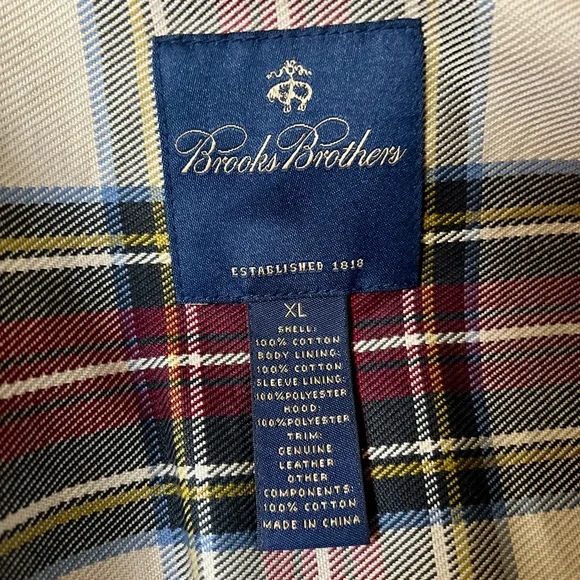 Brooks Brothers
ESTABLISHED 1818
XL
SHELL:
100% COTTON
BODY LINING:
100% COTTON
SLEEVE LINING:
100%POLYESTER
HOOD:
100%POLYESTER
TRIM:
GENUINE
LEATHER
OTHER
COMPONENTS:
100% COTTON
MADE IN CHINA